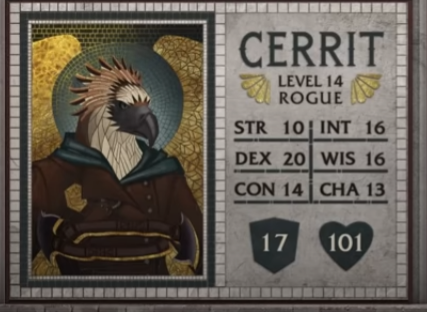 CERRIT
LEVEL 14
ROGUE
STR 10 INT 16
DEX 20 WIS 16
CON 14 CHA 13
17 101